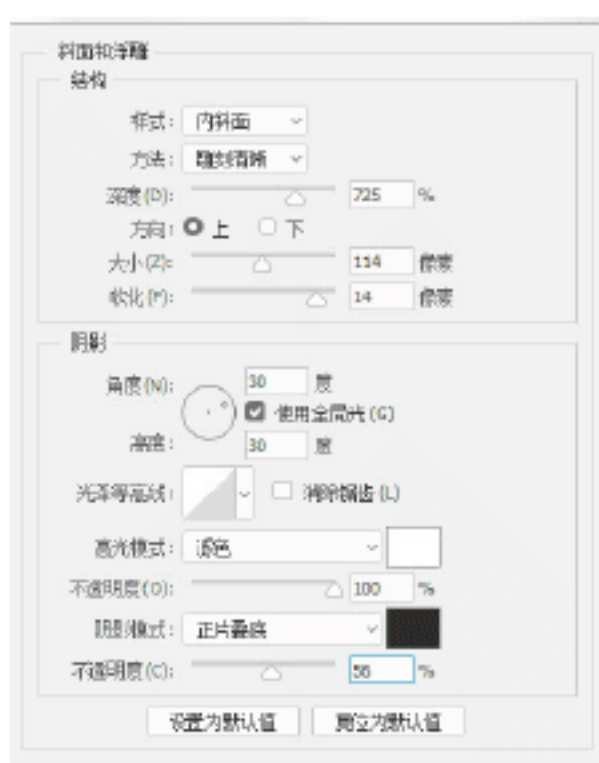 斜面和浮雕
结构
样式: 内斜面
方法: 雕刻清晰
深度(D): 725 %
方向: 上 下
大小(Z): 114 像素
软化(F): 14 像素
阴影
角度(N): 30 度
使用全局光(G)
高度: 30 度
光泽等高线: 消除锯齿(L)
高光模式: 滤色
不透明度(O): 100 %
阴影模式: 正片叠底
不透明度(C): 56 %
设置为默认值 复位为默认值